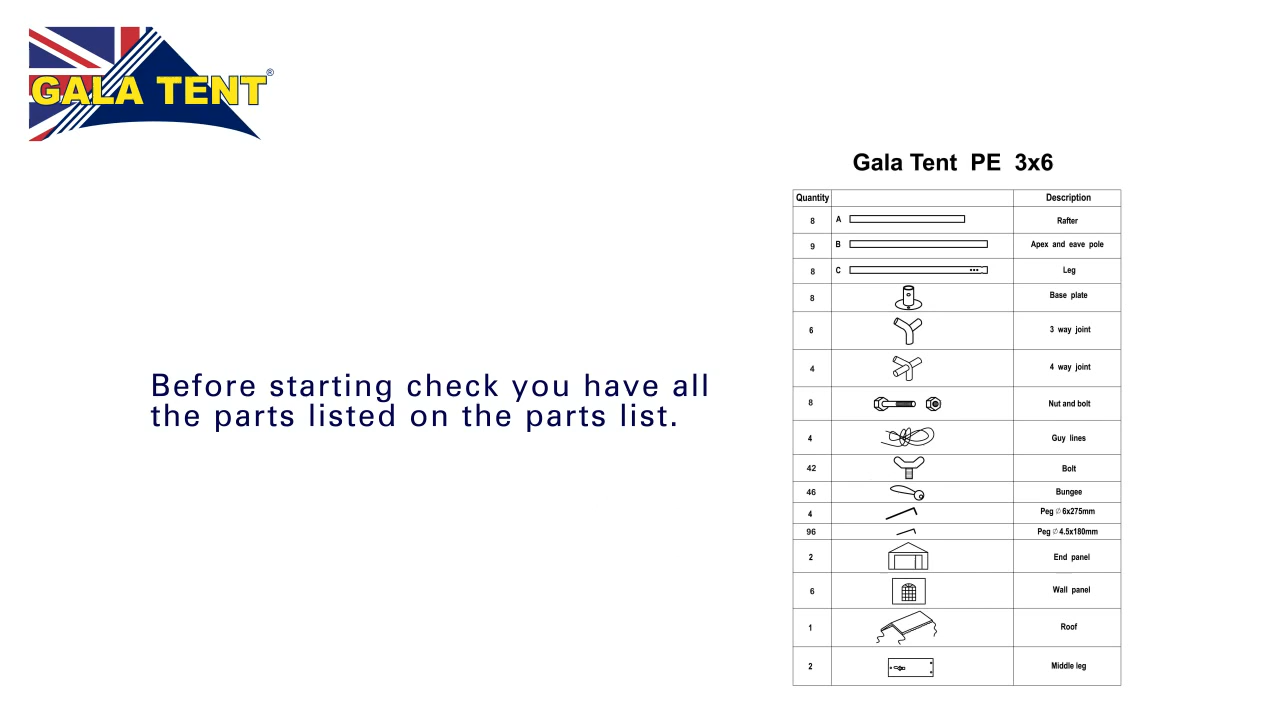 GALA TENT®
Gala Tent PE 3x6
Quantity Description
8 A Rafter
9 B Apex and eave pole
8 C Leg
8 Base plate
6 3 way joint
4 4 way joint
8 Nut and bolt
4 Guy lines
42 Bolt
46 Bungee
4 Peg ∅6x275mm
96 Peg ∅4.5x180mm
2 End panel
6 Wall panel
1 Roof
2 Middle leg
Before starting check you have all
the parts listed on the parts list.